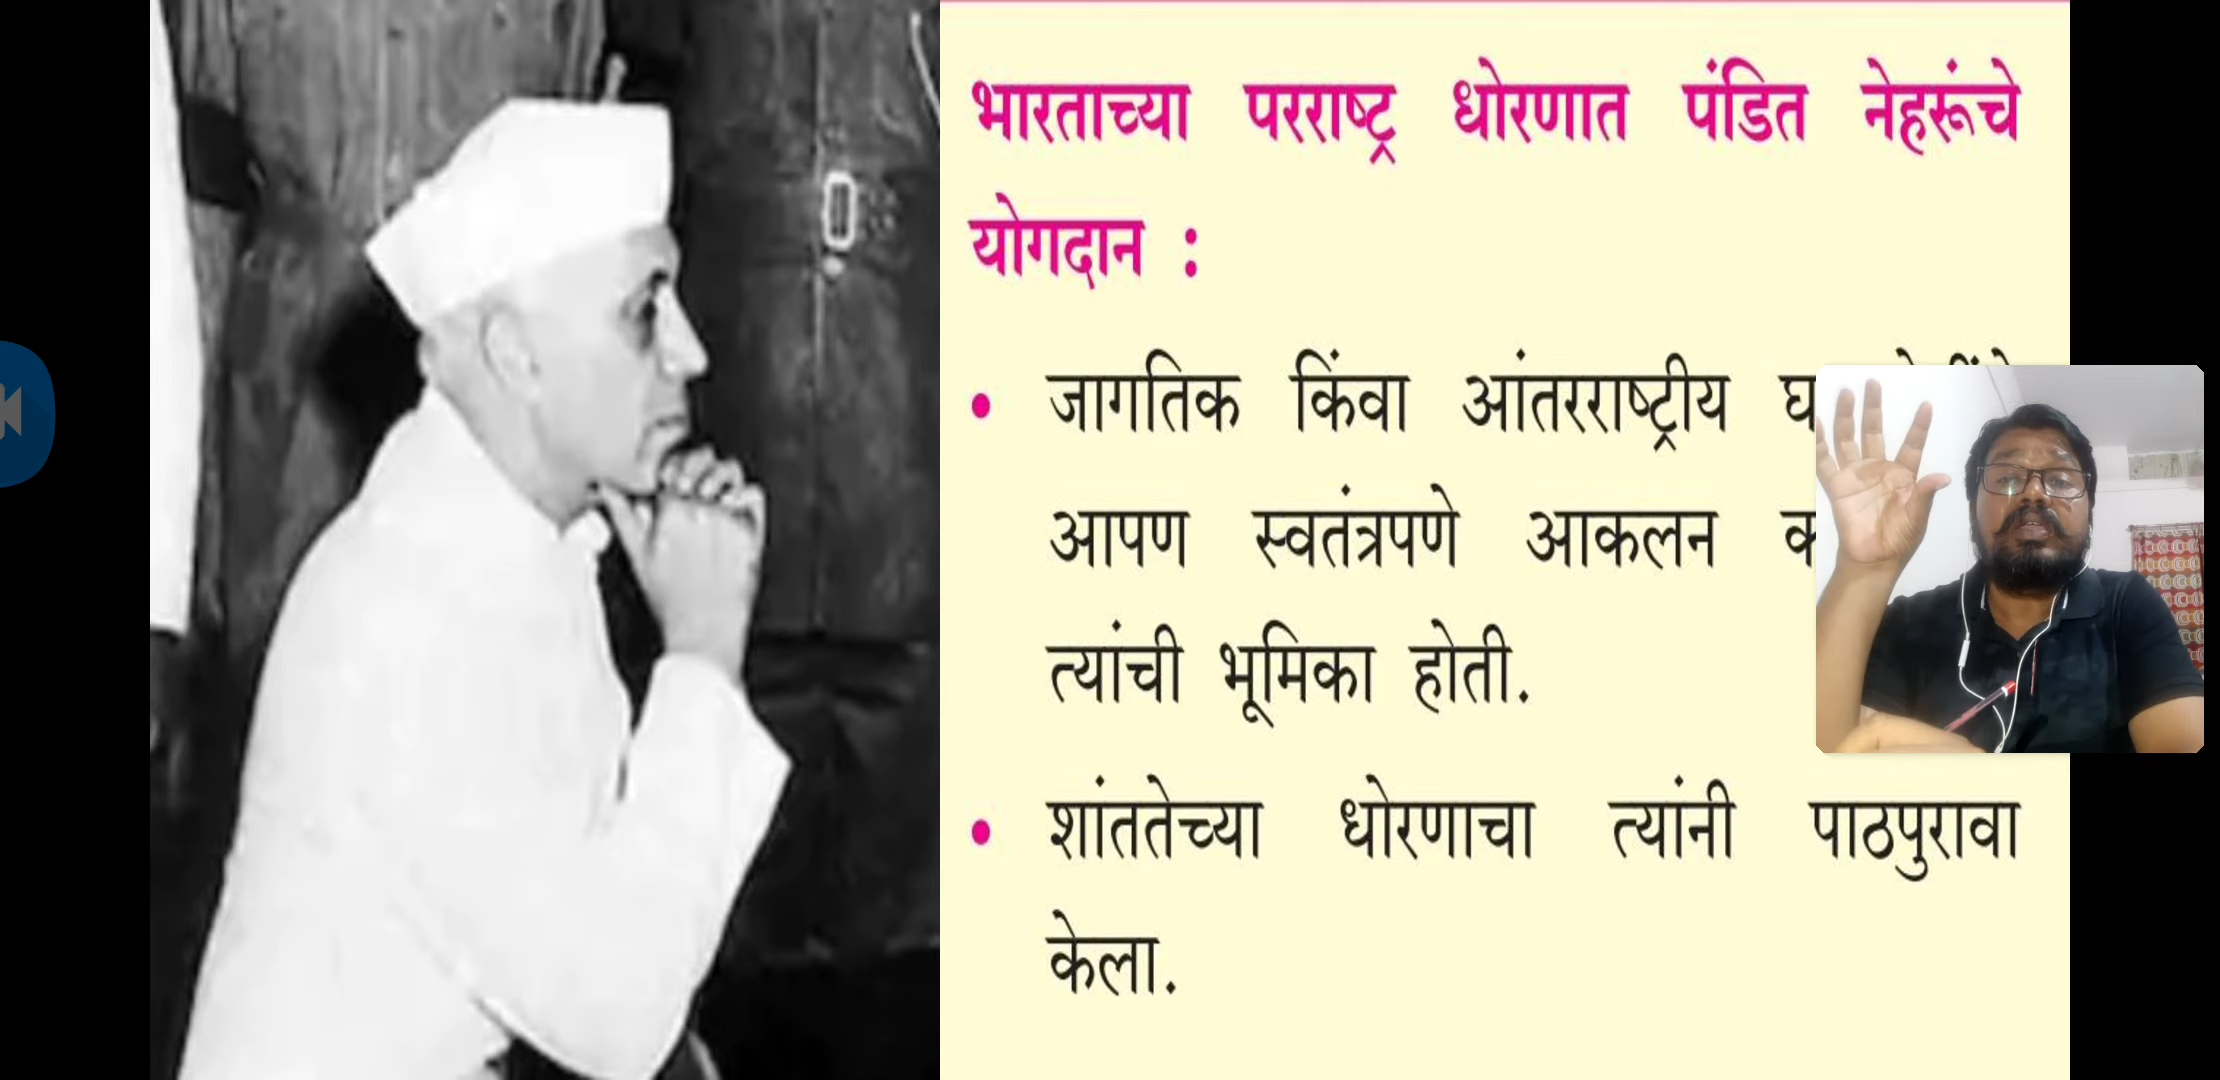 भारताच्या परराष्ट्र धोरणात पंडित नेहरूंचे
योगदान :
• जागतिक किंवा आंतरराष्ट्रीय
आपण स्वतंत्रपणे आकलन
त्यांची भूमिका होती.
• शांततेच्या धोरणाचा त्यांनी पाठपुरावा
केला.